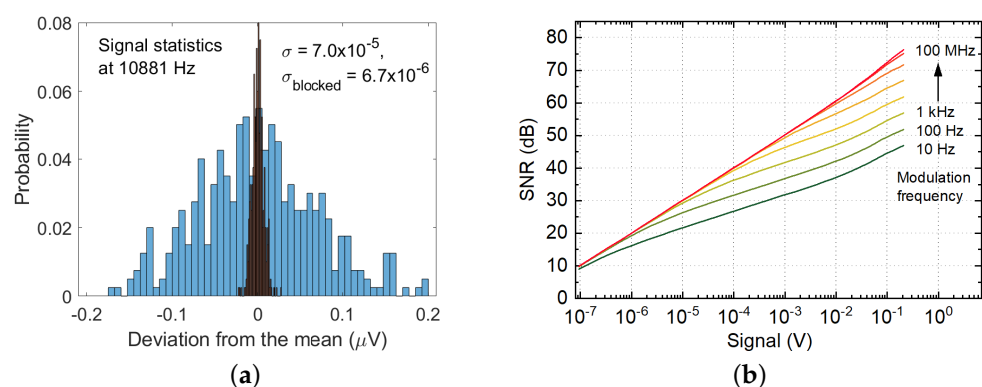 0.08
0.06
0.04
0.02
0
Probability
Signal statistics
at 10881 Hz
σ = 7.0x10⁻⁵,
σblocked = 6.7x10⁻⁶
-0.2
-0.1
0
0.1
0.2
Deviation from the mean (μV)
(a)
80
70
60
50
40
30
20
10
0
SNR (dB)
100 MHz
1 kHz
100 Hz
10 Hz
Modulation
frequency
10⁻⁷
10⁻⁶
10⁻⁵
10⁻⁴
10⁻³
10⁻²
10⁻¹
10⁰
Signal (V)
(b)